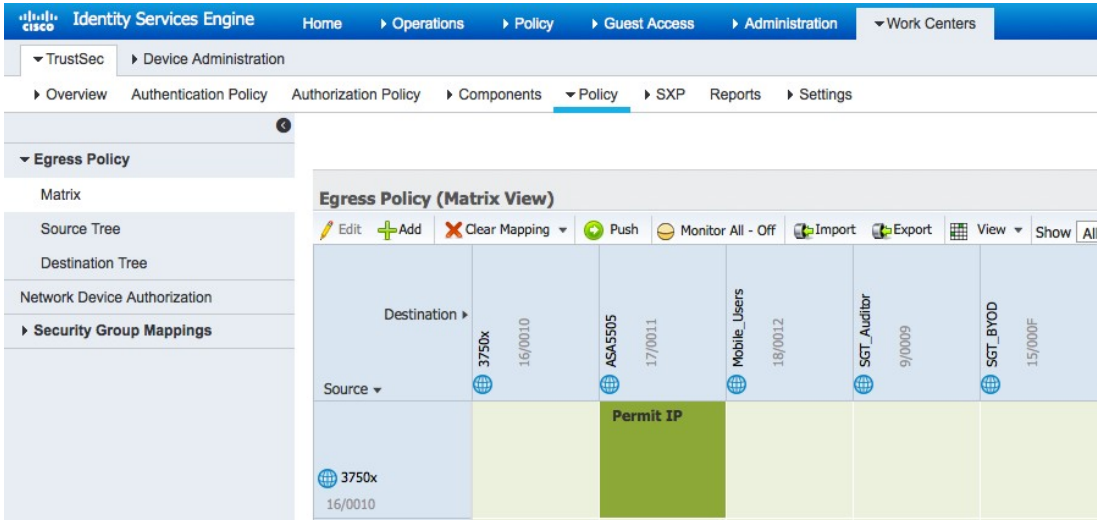 cisco Identity Services Engine Home Operations Policy Guest Access Administration Work Centers
TrustSec Device Administration
Overview Authentication Policy Authorization Policy Components Policy SXP Reports Settings
Egress Policy
Matrix
Source Tree
Destination Tree
Network Device Authorization
Security Group Mappings
Egress Policy (Matrix View)
Edit Add Clear Mapping Push Monitor All - Off Import Export View Show All
Destination
Source
3750x 16/0010
ASA5505 17/0011
Mobile_Users 18/0012
SGT_Auditor 9/0009
SGT_BYOD 15/000F
Permit IP
3750x
16/0010